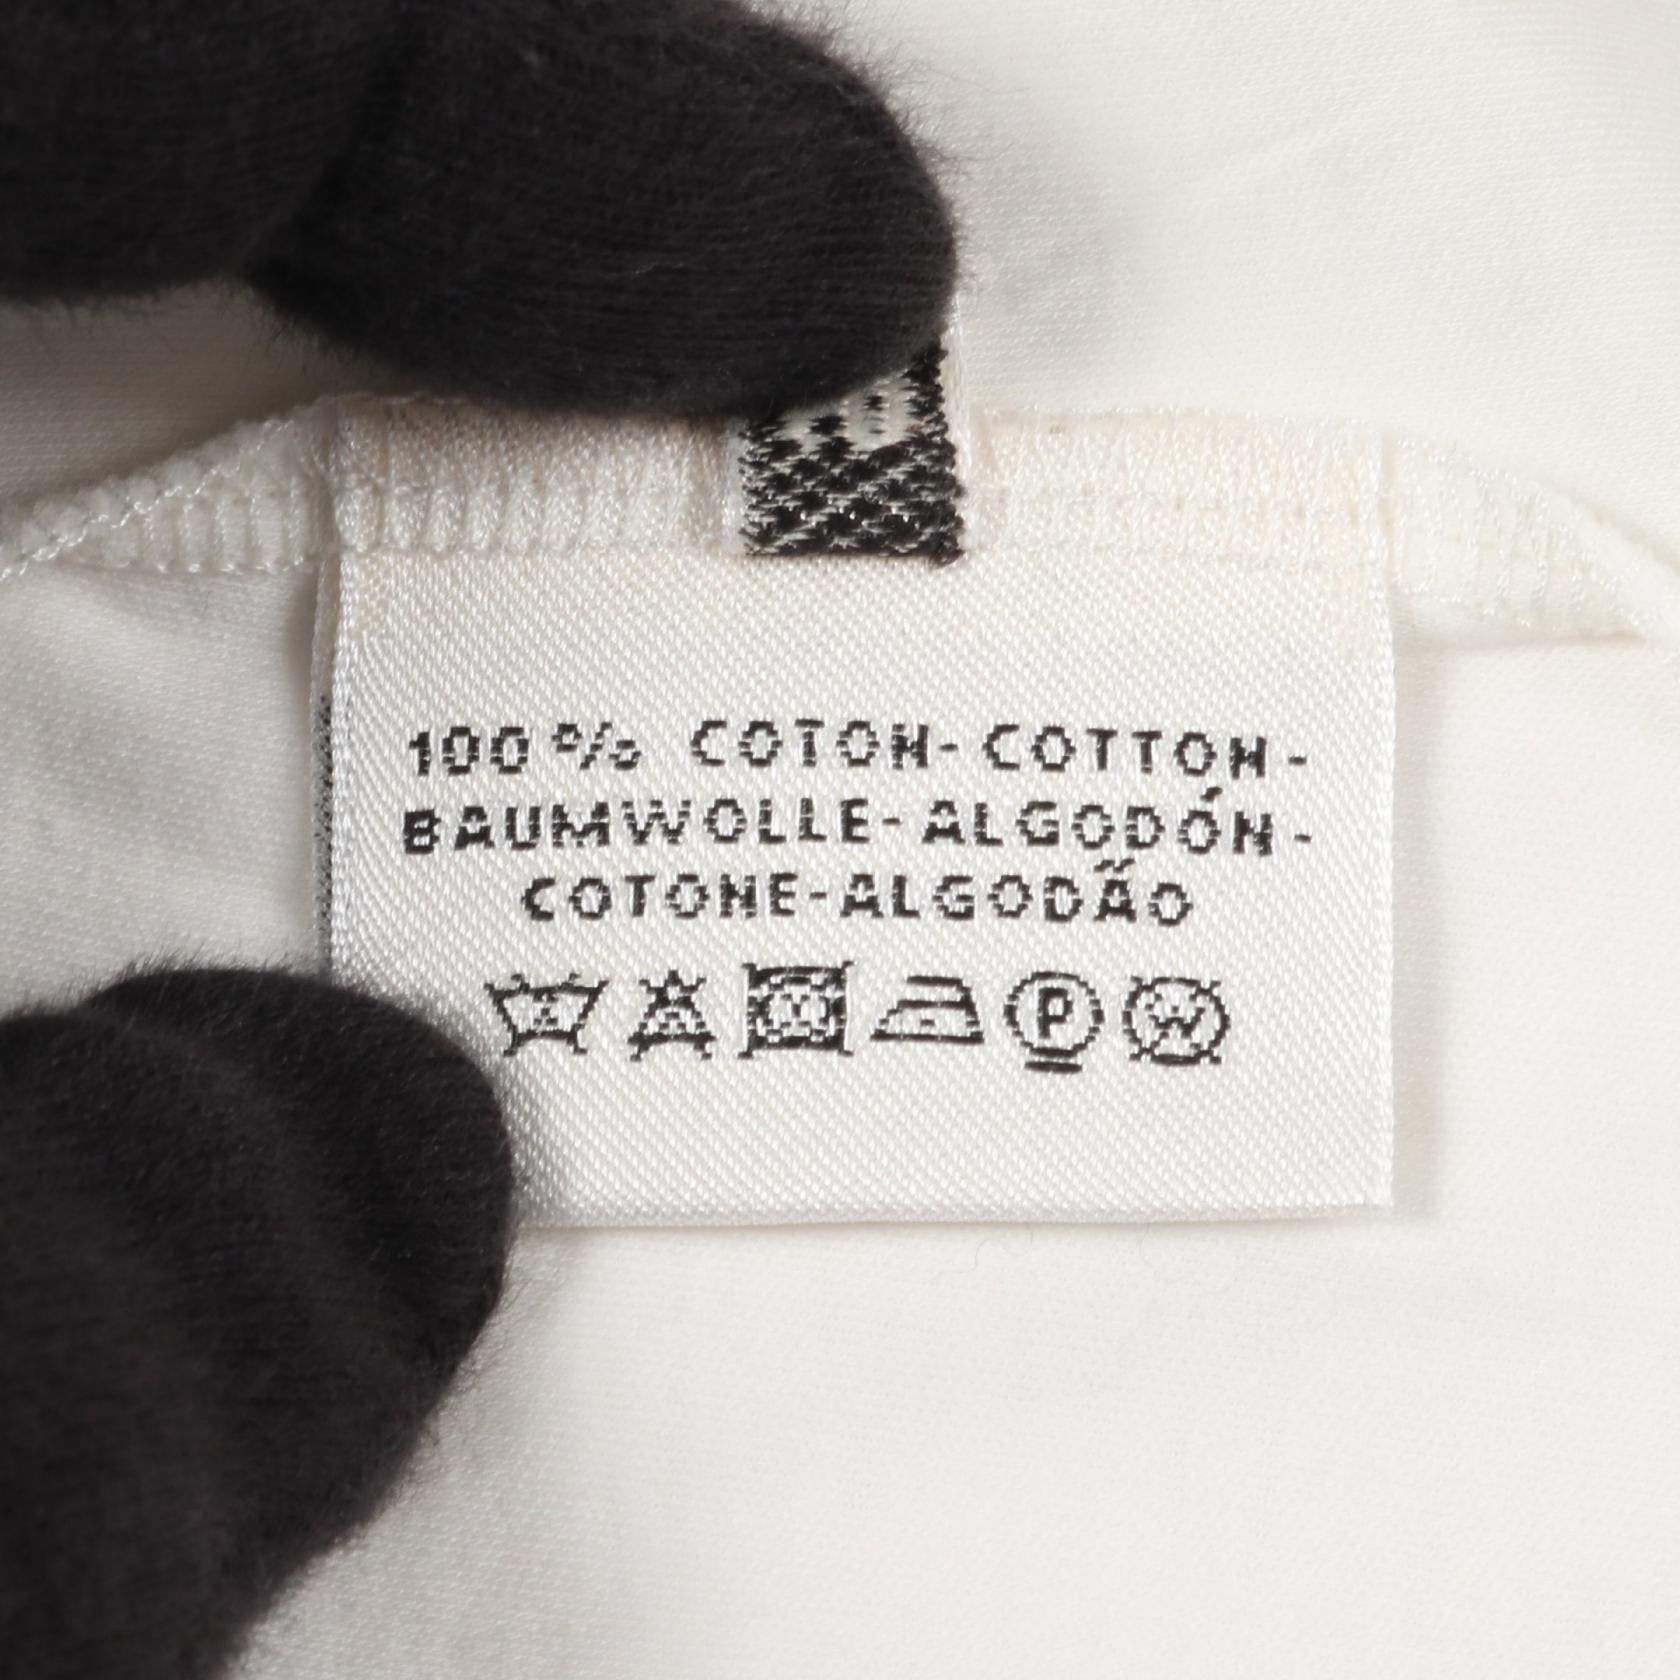 100% COTON-COTTON-
BAUMWOLLE-ALGODÓN-
COTONE-ALGODÃO
P W